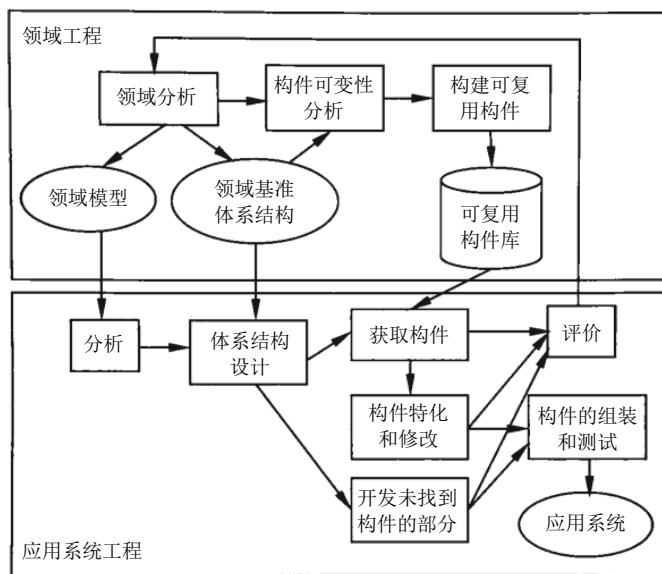 领域工程
领域分析
构件可变性
分析
构建可复
用构件
领域模型
领域基准
体系结构
可复用
构件库
分析
体系结构
设计
获取构件
评价
构件特化
和修改
构件的组装
和测试
开发未找到
构件的部分
应用系统
应用系统工程